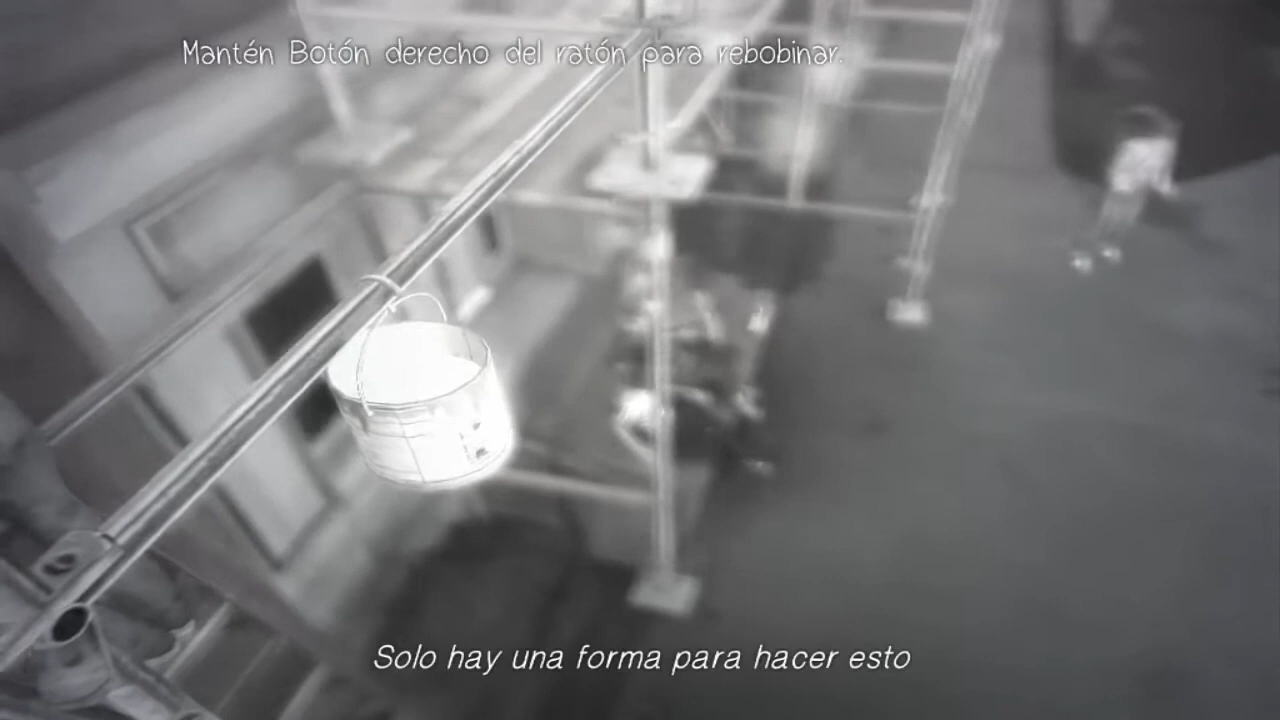 Mantén Botón derecho del ratón para rebobinar.
Solo hay una forma para hacer esto